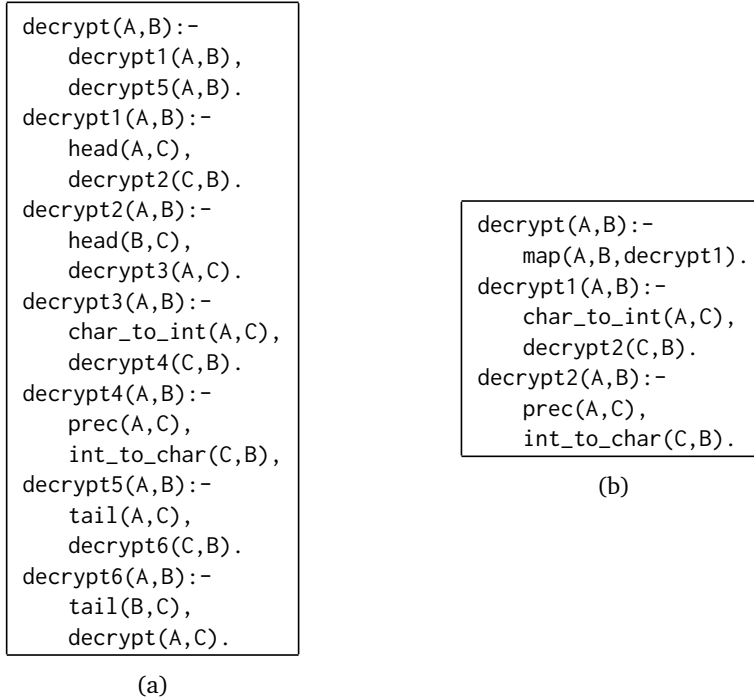 decrypt(A,B):-
    decrypt1(A,B),
    decrypt5(A,B).
decrypt1(A,B):-
    head(A,C),
    decrypt2(C,B).
decrypt2(A,B):-
    head(B,C),
    decrypt3(A,C).
decrypt3(A,B):-
    char_to_int(A,C),
    decrypt4(C,B).
decrypt4(A,B):-
    prec(A,C),
    int_to_char(C,B),
decrypt5(A,B):-
    tail(A,C),
    decrypt6(C,B).
decrypt6(A,B):-
    tail(B,C),
    decrypt(A,C).
(a)
decrypt(A,B):-
    map(A,B,decrypt1).
decrypt1(A,B):-
    char_to_int(A,C),
    decrypt2(C,B).
decrypt2(A,B):-
    prec(A,C),
    int_to_char(C,B).
(b)